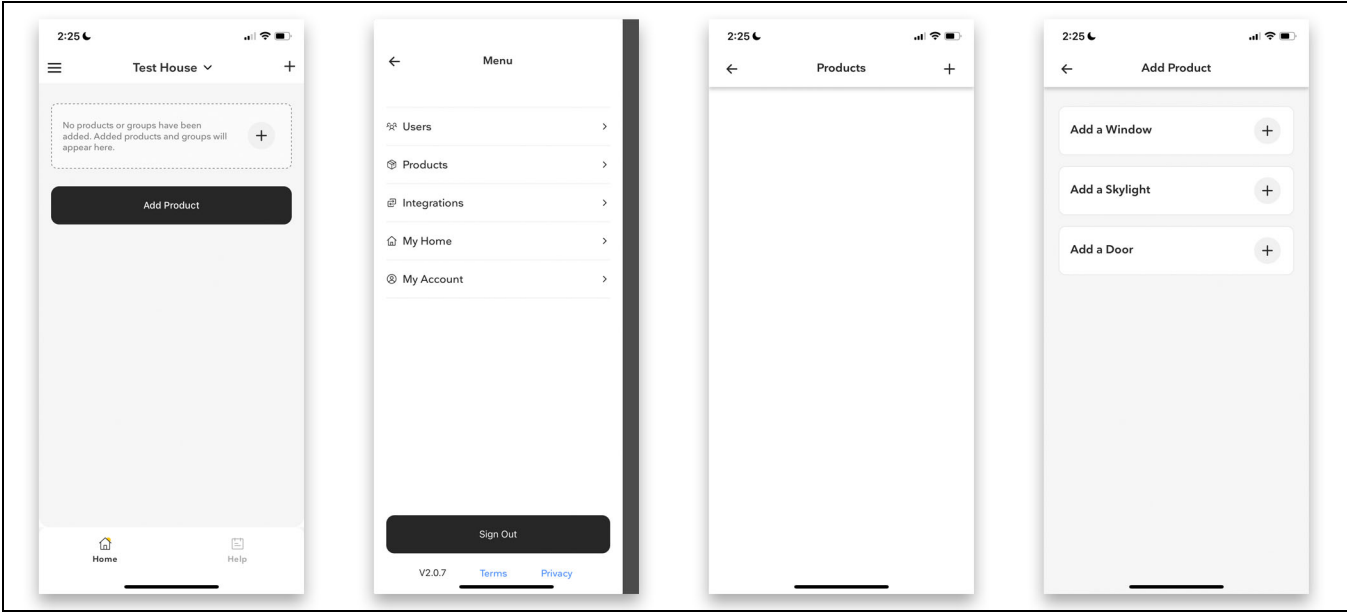 2:25
Test House
No products or groups have been
added. Added products and groups will
appear here.
Add Product
Home
Help
Menu
Users
Products
Integrations
My Home
My Account
Sign Out
V2.0.7 Terms Privacy
2:25
Products
2:25
Add Product
Add a Window
Add a Skylight
Add a Door